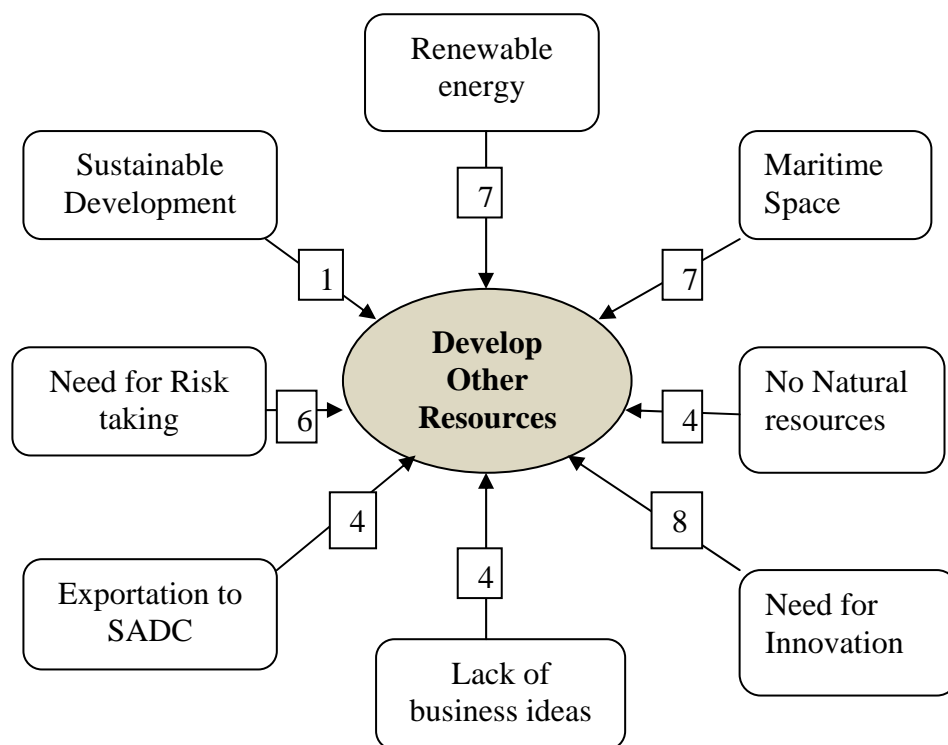 Renewable
energy
Sustainable
Development
Maritime
Space
7
1
7
Develop
Other
Resources
Need for Risk
taking
6
No Natural
resources
4
4
8
4
Exportation to
SADC
Need for
Innovation
Lack of
business ideas